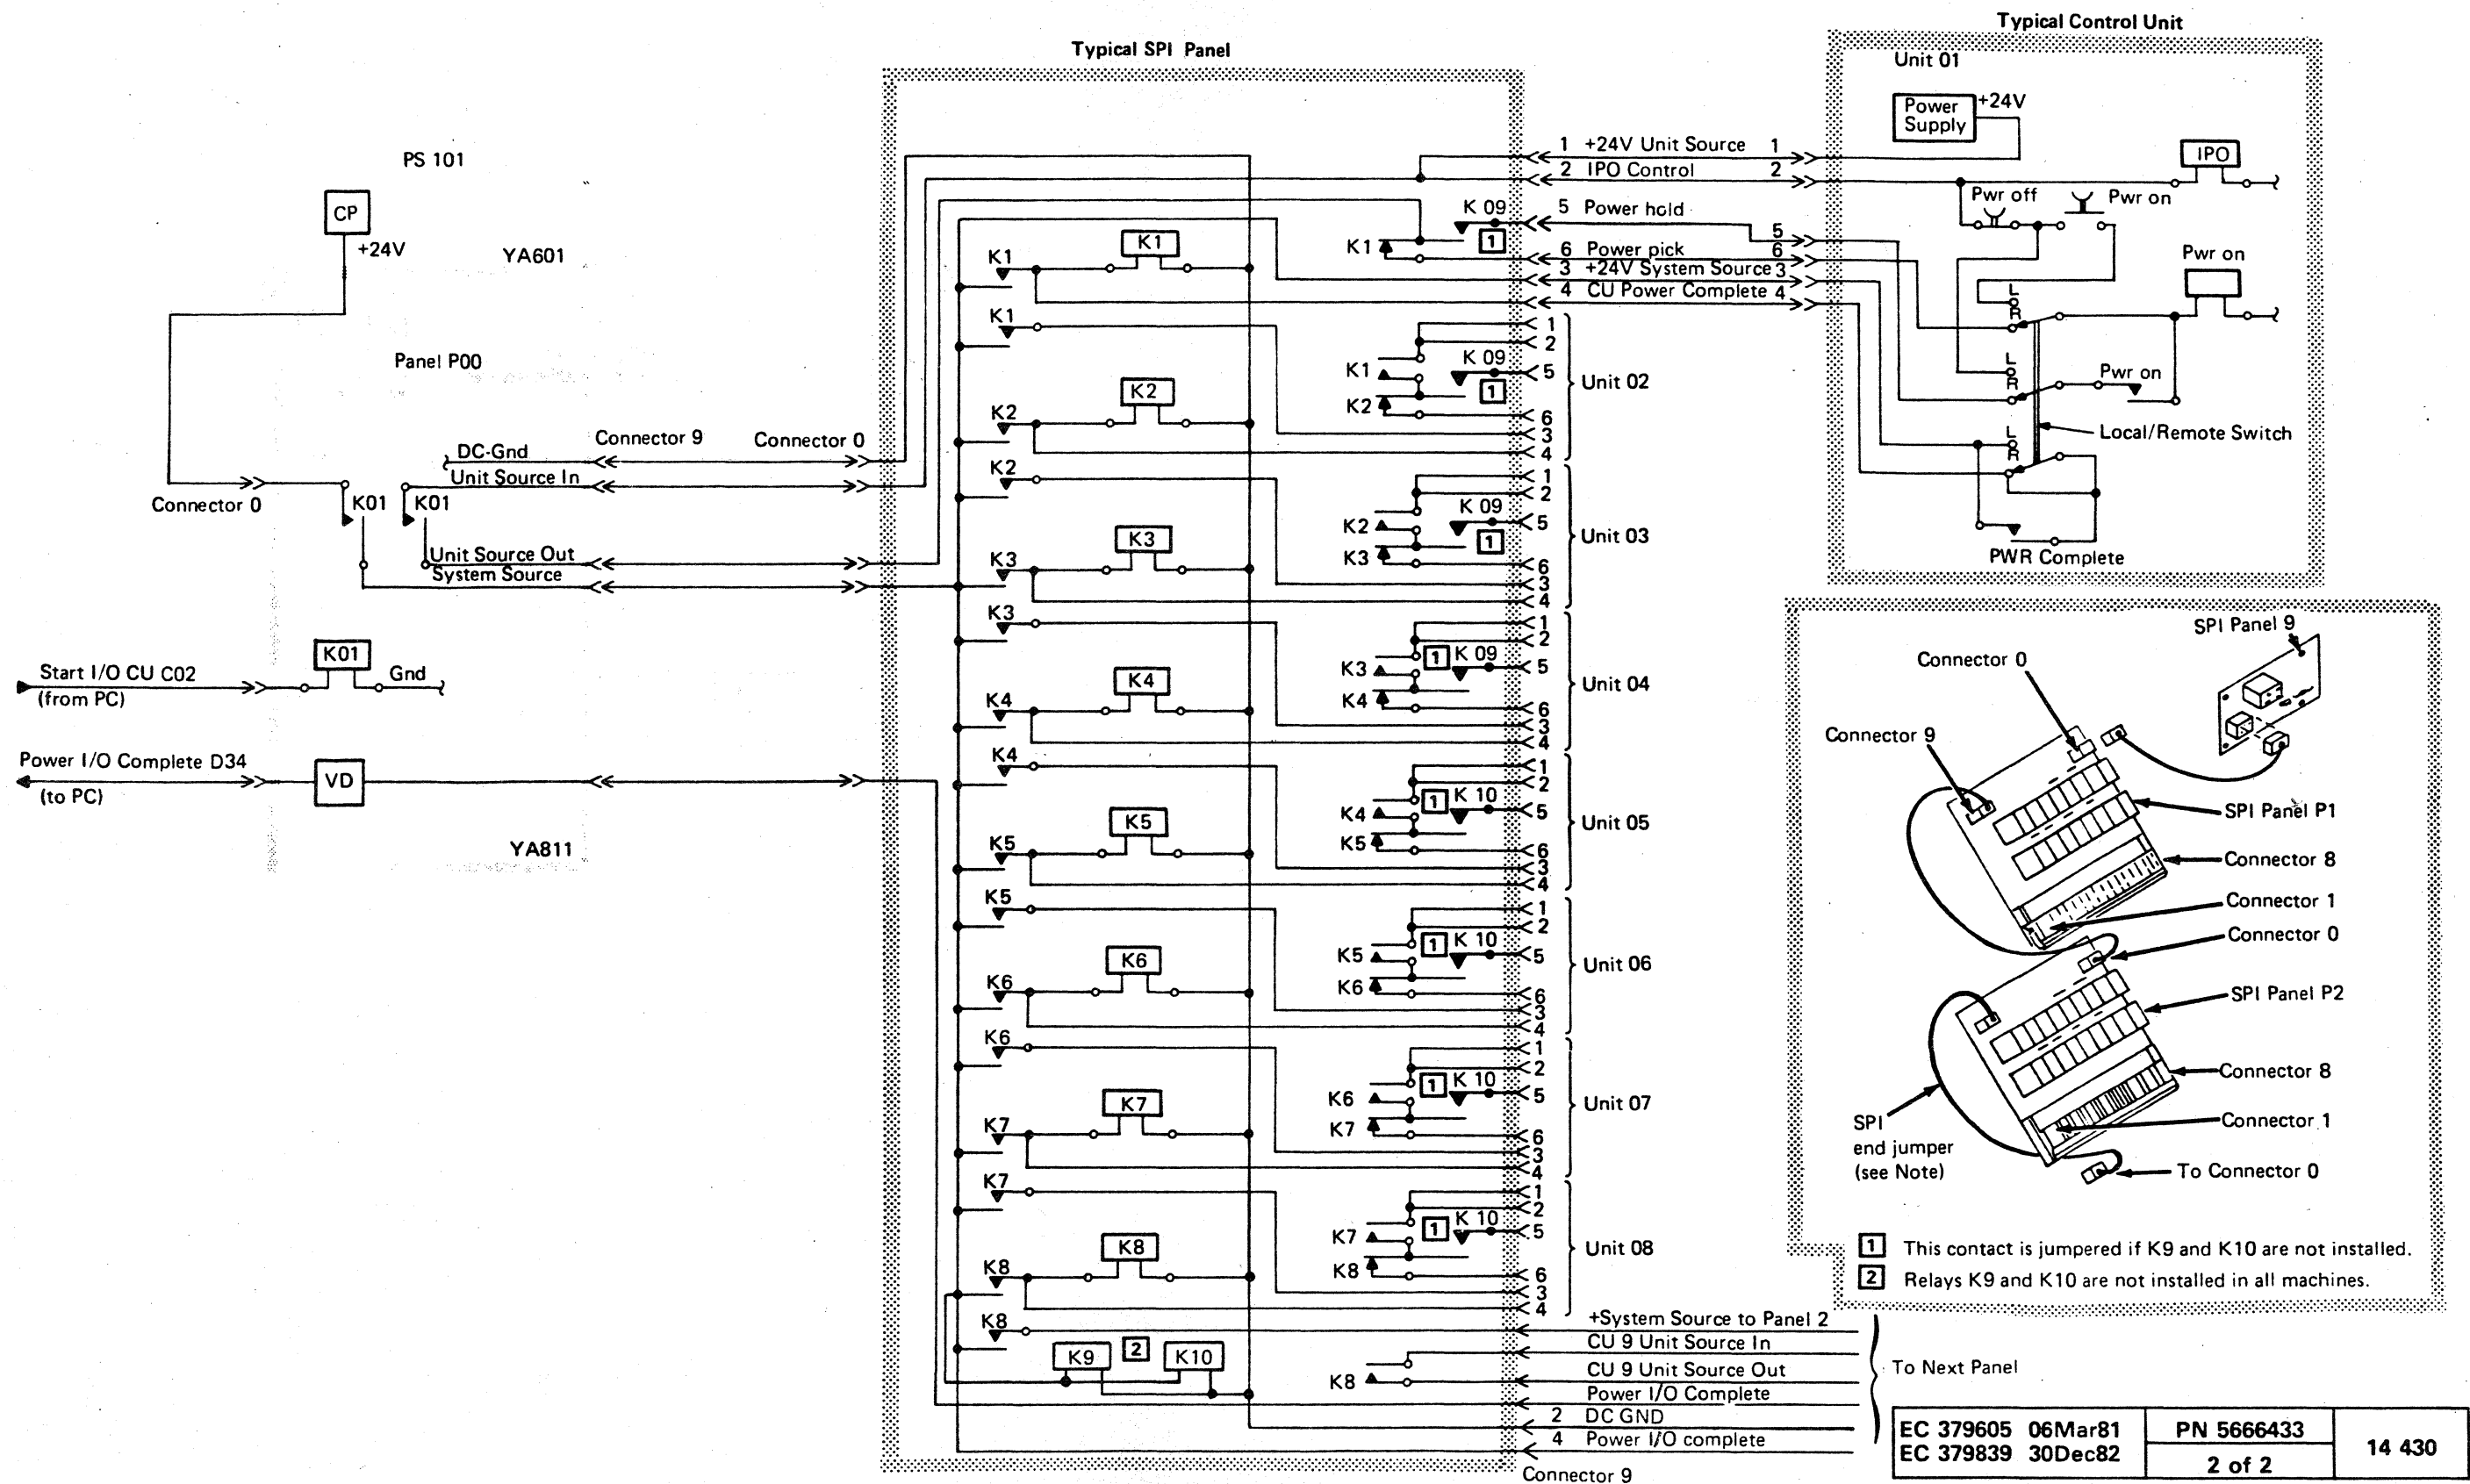 Typical SPI Panel
Typical Control Unit
Unit 01
Power Supply
+24V
IPO
Pwr off
Pwr on
Pwr on
L
R
L
R
Pwr on
L
R
Local/Remote Switch
PWR Complete
PS 101
CP
+24V
YA601
Panel P00
DC-Gnd
Connector 9
Connector 0
Unit Source In
Connector 0
K01
K01
Unit Source Out
System Source
K01
Start I/O CU C02
(from PC)
Gnd
Power I/O Complete D34
(to PC)
VD
YA811
1 +24V Unit Source 1
2 IPO Control 2
5 Power hold 5
6 Power pick 6
3 +24V System Source 3
4 CU Power Complete 4
K1
K1
K1
K 09
1
K1
K2
K2
K1
K2
K 09
1
1
2
5
6
3
4
Unit 02
K2
K3
K3
K2
K3
K 09
1
1
2
5
6
3
4
Unit 03
K3
K4
K4
K3
K4
1
K 09
1
2
5
6
3
4
Unit 04
K4
K5
K5
K4
K5
1
K 10
1
2
5
6
3
4
Unit 05
K5
K6
K6
K5
K6
1
K 10
1
2
5
6
3
4
Unit 06
K6
K7
K7
K6
K7
1
K 10
1
2
5
6
3
4
Unit 07
K7
K8
K8
K7
K8
1
K 10
1
2
5
6
3
4
Unit 08
K8
K9
2
K10
K8
+System Source to Panel 2
CU 9 Unit Source In
CU 9 Unit Source Out
Power I/O Complete
2 DC GND
4 Power I/O complete
Connector 9
To Next Panel
SPI Panel 9
Connector 0
Connector 9
SPI Panel P1
Connector 8
Connector 1
Connector 0
SPI Panel P2
Connector 8
Connector 1
SPI
end jumper
(see Note)
To Connector 0
1 This contact is jumpered if K9 and K10 are not installed.
2 Relays K9 and K10 are not installed in all machines.
EC 379605 06Mar81
EC 379839 30Dec82
PN 5666433
2 of 2
14 430